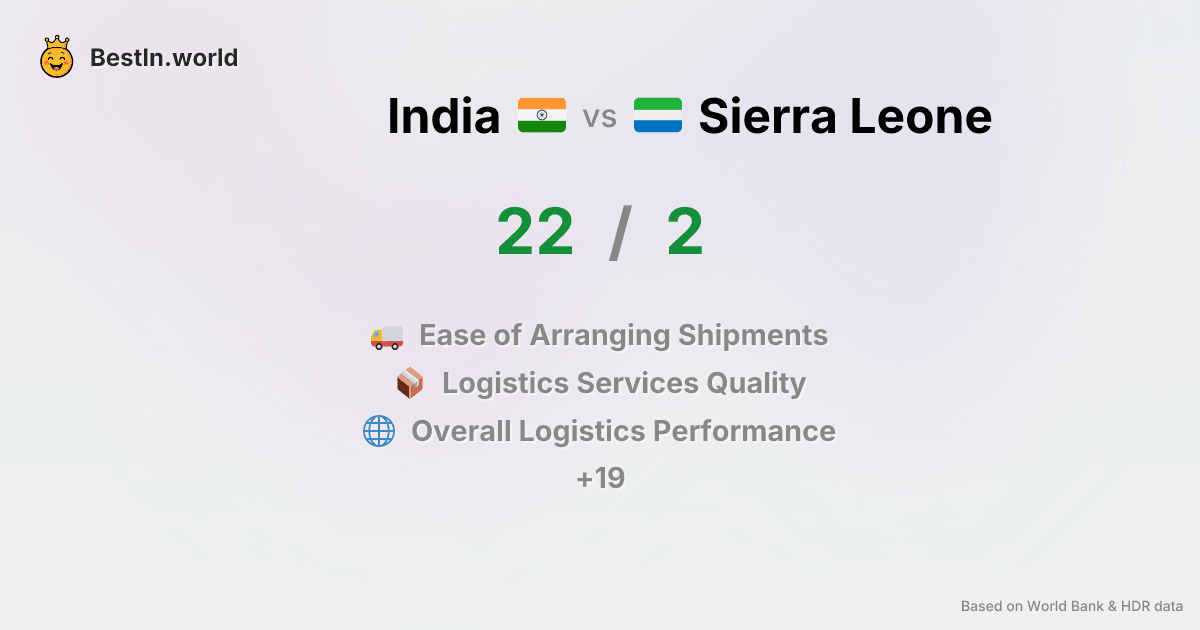 BestIn.world
India vs Sierra Leone
22 / 2
Ease of Arranging Shipments
Logistics Services Quality
Overall Logistics Performance
+19
Based on World Bank & HDR data